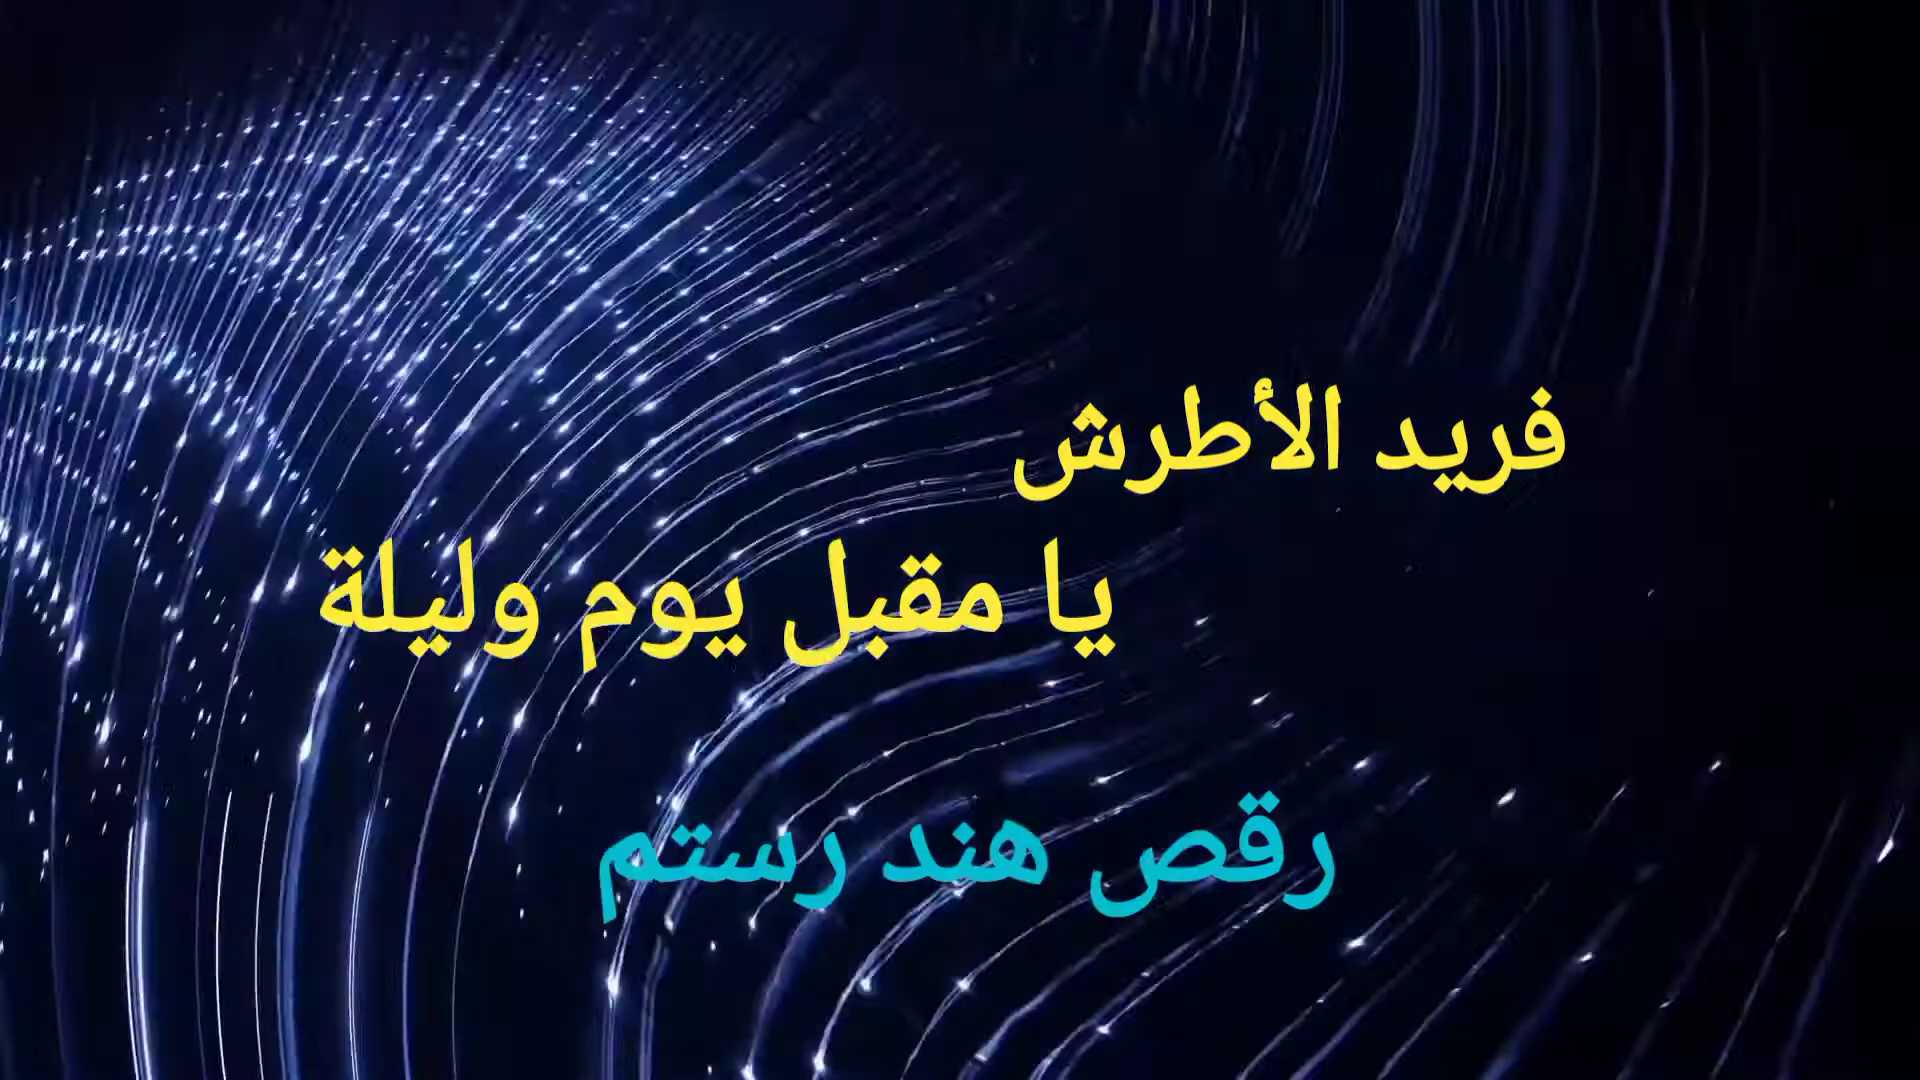 فريد الأطرش
يا مقبل يوم وليلة
رقص هند رستم